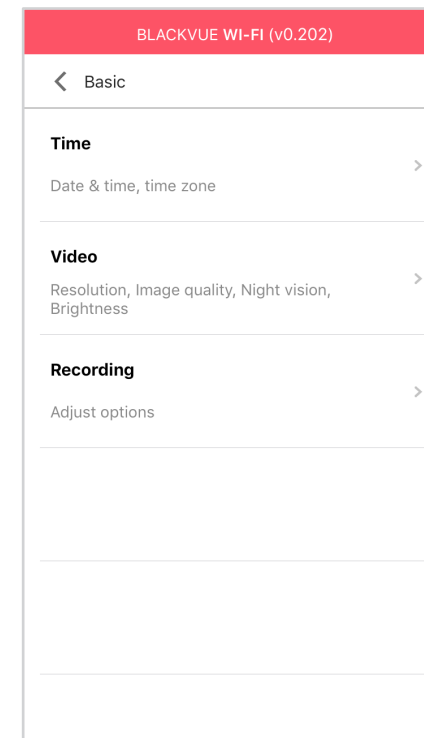 BLACKVUE WI-FI (v0.202)
Basic
Time
Date & time, time zone
Video
Resolution, Image quality, Night vision,
Brightness
Recording
Adjust options